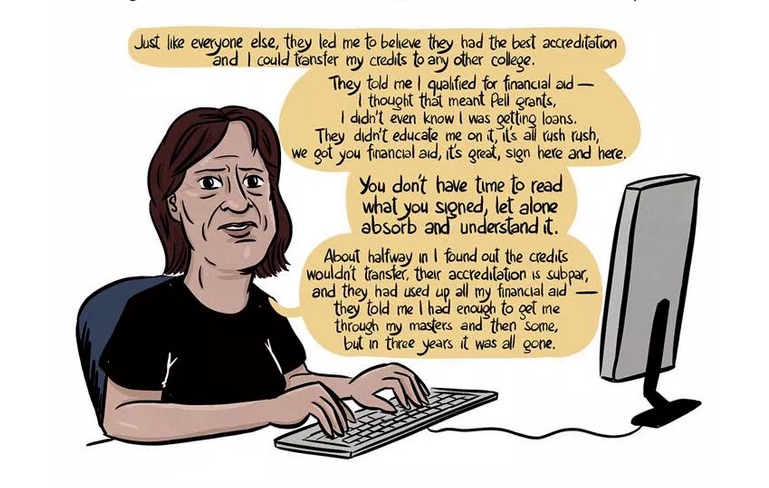 Just like everyone else, they led me to believe they had the best accreditation
and I could transfer my credits to any other college.
They told me I qualified for financial aid —
I thought that meant Pell grants,
I didn't even know I was getting loans.
They didn't educate me on it, it's all rush rush,
we got you financial aid, it's great, sign here and here.
You don't have time to read
what you signed, let alone
absorb and understand it.
About halfway in I found out the credits
wouldn't transfer, their accreditation is subpar,
and they had used up all my financial aid —
they told me I had enough to get me
through my masters and then some,
but in three years it was all gone.